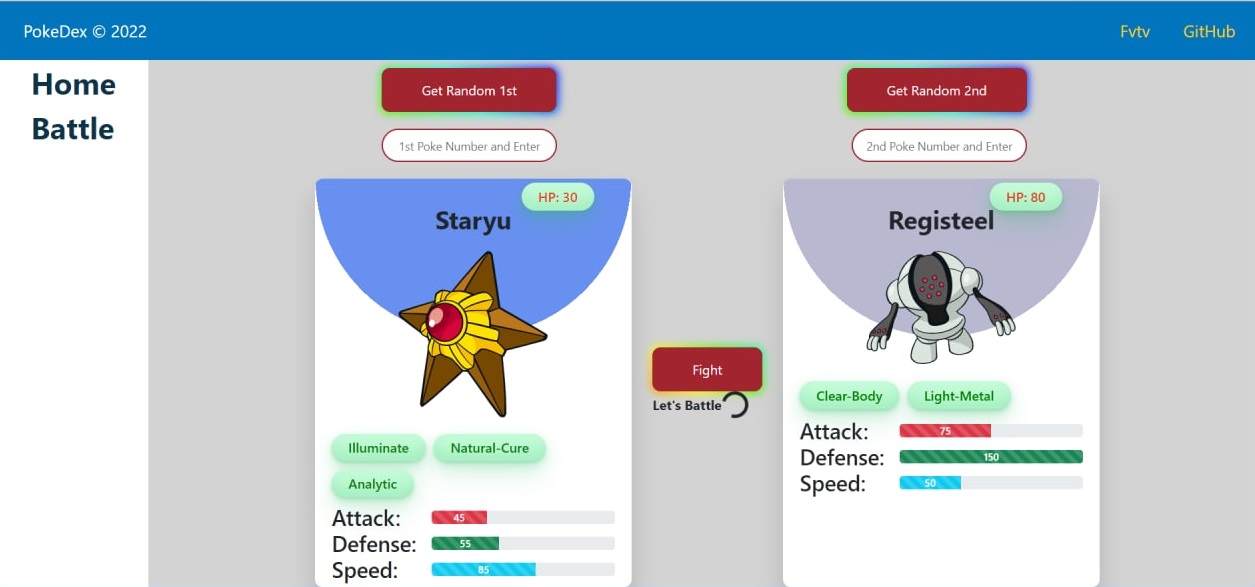 PokeDex © 2022
Fvtv GitHub
Home
Battle
Get Random 1st
1st Poke Number and Enter
HP: 30
Staryu
Illuminate Natural-Cure
Analytic
Attack: 45
Defense: 55
Speed: 85
Fight
Let's Battle
Get Random 2nd
2nd Poke Number and Enter
HP: 80
Registeel
Clear-Body Light-Metal
Attack: 75
Defense: 150
Speed: 50